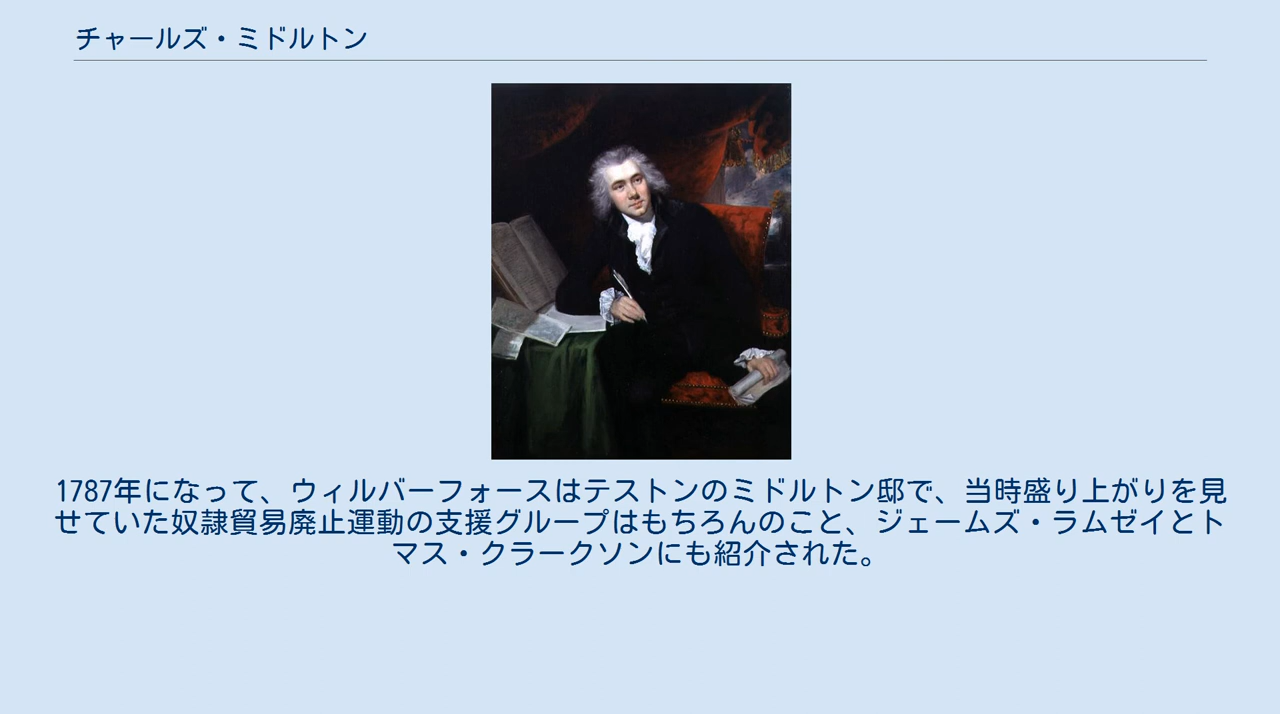 チャールズ・ミドルトン
1787年になって、ウィルバーフォースはテストンのミドルトン邸で、当時盛り上がりを見
せていた奴隷貿易廃止運動の支援グループはもちろんのこと、ジェームズ・ラムゼイとト
マス・クラークソンにも紹介された。